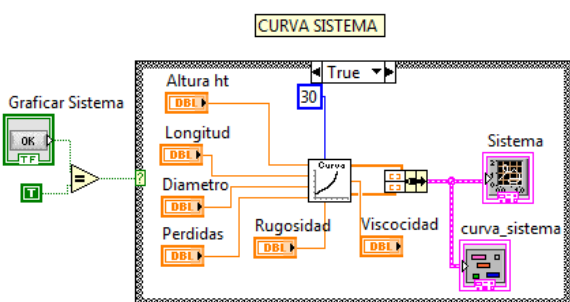 CURVA SISTEMA
True
Altura ht
DBL
30
Graficar Sistema
OK
TF
=
T
?
Longitud
DBL
Curva
Sistema
Diametro
DBL
Perdidas
DBL
Rugosidad
DBL
Viscocidad
DBL
curva_sistema